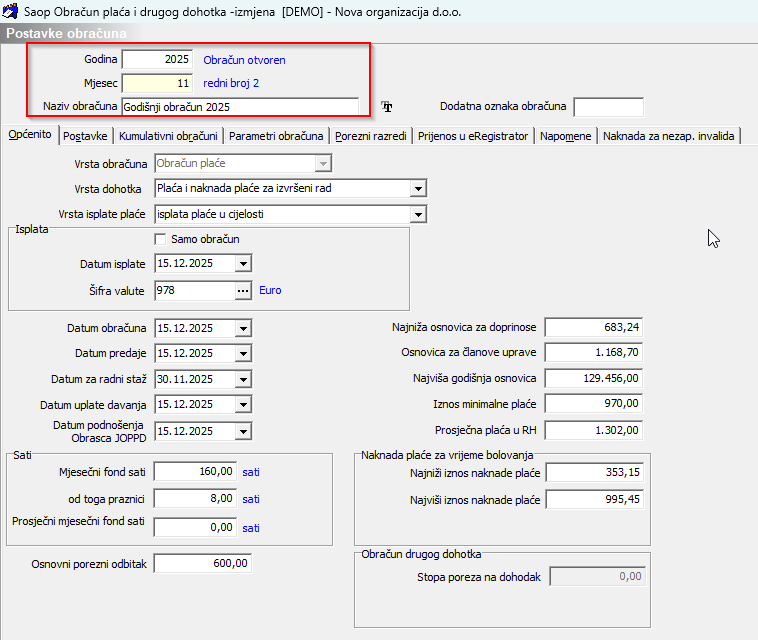 Saop Obračun plaća i drugog dohotka -izmjena [DEMO] - Nova organizacija d.o.o.
Postavke obračuna
Godina 2025 Obračun otvoren
Mjesec 11 redni broj 2
Naziv obračuna Godišnji obračun 2025 Dodatna oznaka obračuna
Općenito Postavke Kumulativni obračuni Parametri obračuna Porezni razredi Prijenos u eRegistrator Napomene Naknada za nezap. invalida
Vrsta obračuna Obračun plaće
Vrsta dohotka Plaća i naknada plaće za izvršeni rad
Vrsta isplate plaće isplata plaće u cijelosti
Isplata
Samo obračun
Datum isplate 15.12.2025
Šifra valute 978 ... Euro
Datum obračuna 15.12.2025 Najniža osnovica za doprinose 683,24
Datum predaje 15.12.2025 Osnovica za članove uprave 1.168,70
Datum za radni staž 30.11.2025 Najviša godišnja osnovica 129.456,00
Datum uplate davanja 15.12.2025 Iznos minimalne plaće 970,00
Datum podnošenja
Obrasca JOPPD 15.12.2025 Prosječna plaća u RH 1.302,00
Sati Naknada plaće za vrijeme bolovanja
Mjesečni fond sati 160,00 sati Najniži iznos naknade plaće 353,15
od toga praznici 8,00 sati Najviši iznos naknade plaće 995,45
Prosječni mjesečni fond sati 0,00 sati
Osnovni porezni odbitak 600,00 Obračun drugog dohotka
Stopa poreza na dohodak 0,00